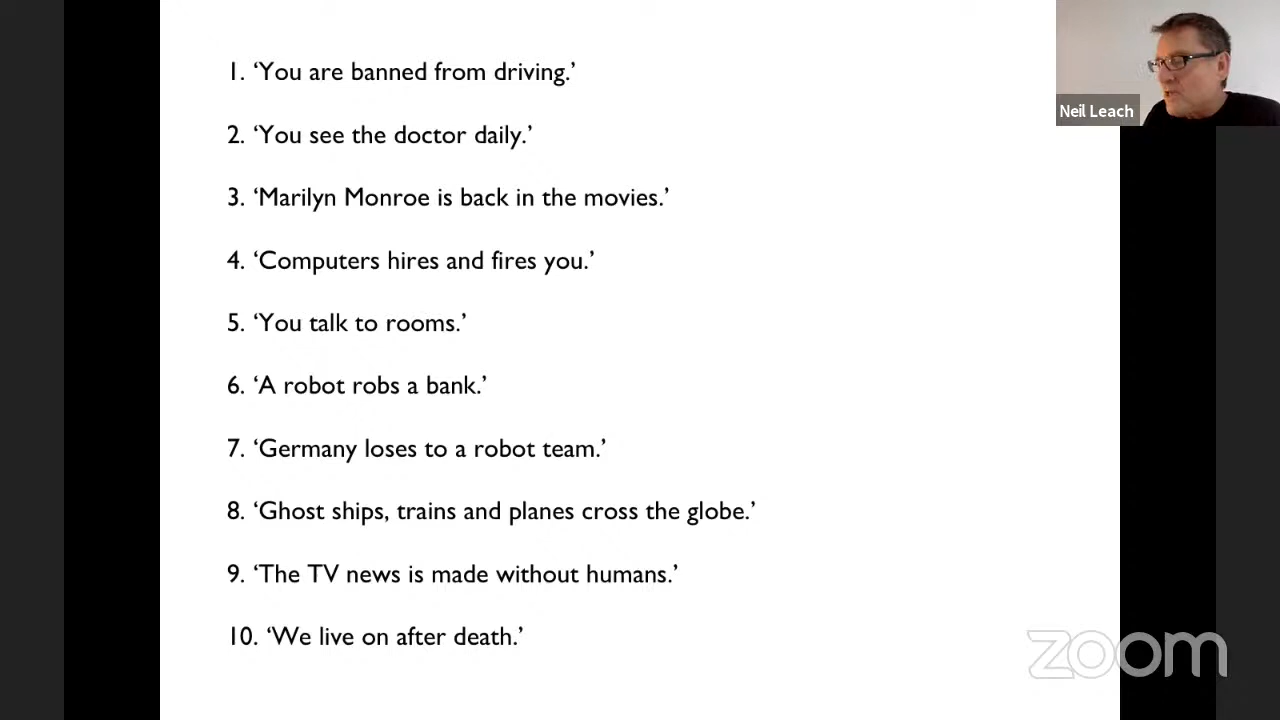 1. ‘You are banned from driving.’
2. ‘You see the doctor daily.’
3. ‘Marilyn Monroe is back in the movies.’
4. ‘Computers hires and fires you.’
5. ‘You talk to rooms.’
6. ‘A robot robs a bank.’
7. ‘Germany loses to a robot team.’
8. ‘Ghost ships, trains and planes cross the globe.’
9. ‘The TV news is made without humans.’
10. ‘We live on after death.’
Neil Leach
zoom